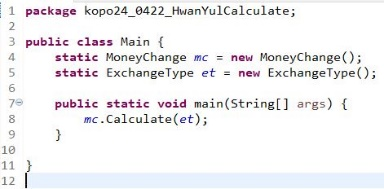 1 package kopo24_0422_HwanYulCalculate;
2
3 public class Main {
4     static MoneyChange mc = new MoneyChange();
5     static ExchangeType et = new ExchangeType();
6
7     public static void main(String[] args) {
8         mc.Calculate(et);
9     }
10
11 }
12